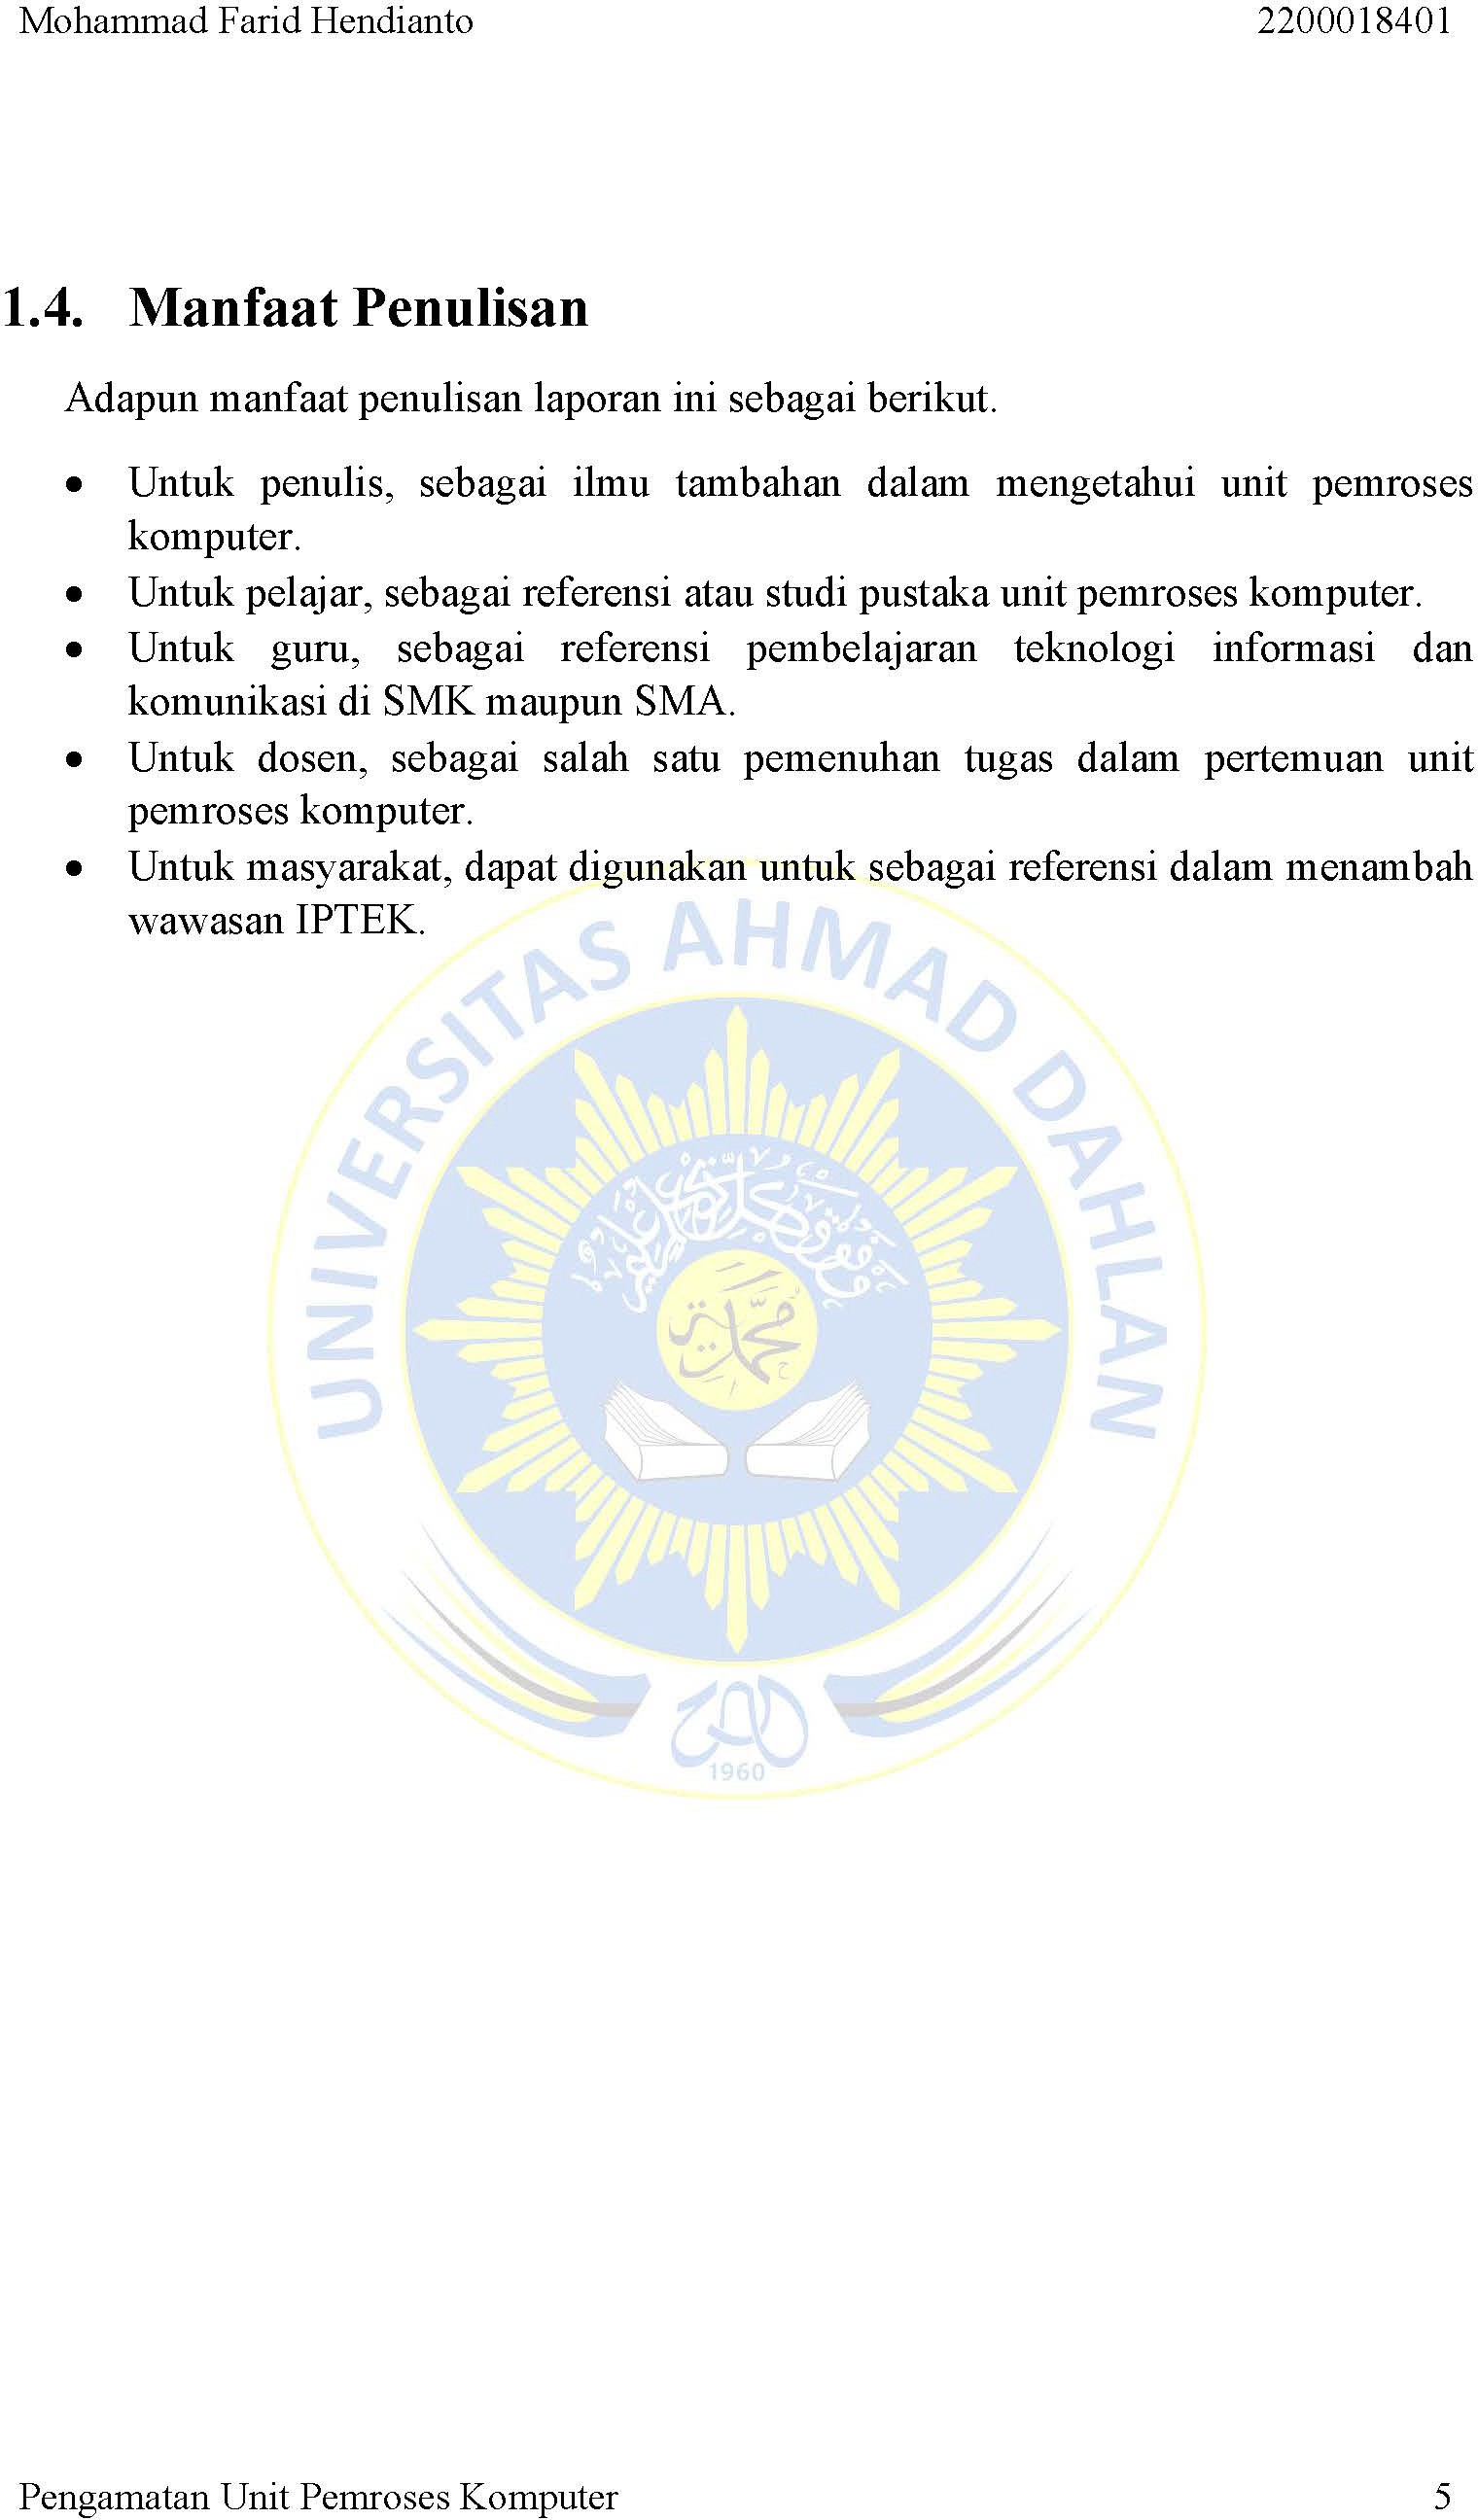 Mohammad Farid Hendianto 2200018401
1.4. Manfaat Penulisan
Adapun manfaat penulisan laporan ini sebagai berikut.
• Untuk penulis, sebagai ilmu tambahan dalam mengetahui unit pemroses
komputer.
• Untuk pelajar, sebagai referensi atau studi pustaka unit pemroses komputer.
• Untuk guru, sebagai referensi pembelajaran teknologi informasi dan
komunikasi di SMK maupun SMA.
• Untuk dosen, sebagai salah satu pemenuhan tugas dalam pertemuan unit
pemroses komputer.
• Untuk masyarakat, dapat digunakan untuk sebagai referensi dalam menambah
wawasan IPTEK.
UNIVERSITAS AHMAD DAHLAN
1960
Pengamatan Unit Pemroses Komputer 5